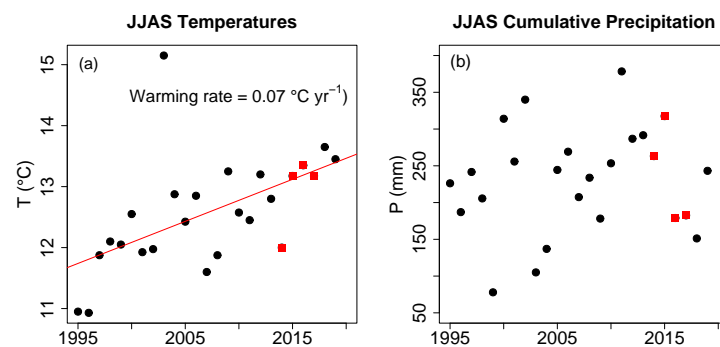 JJAS Temperatures
(a)
Warming rate = 0.07 °C yr⁻¹)
T (°C)
15
14
13
12
11
1995
2005
2015
JJAS Cumulative Precipitation
(b)
P (mm)
350
250
150
50
1995
2005
2015